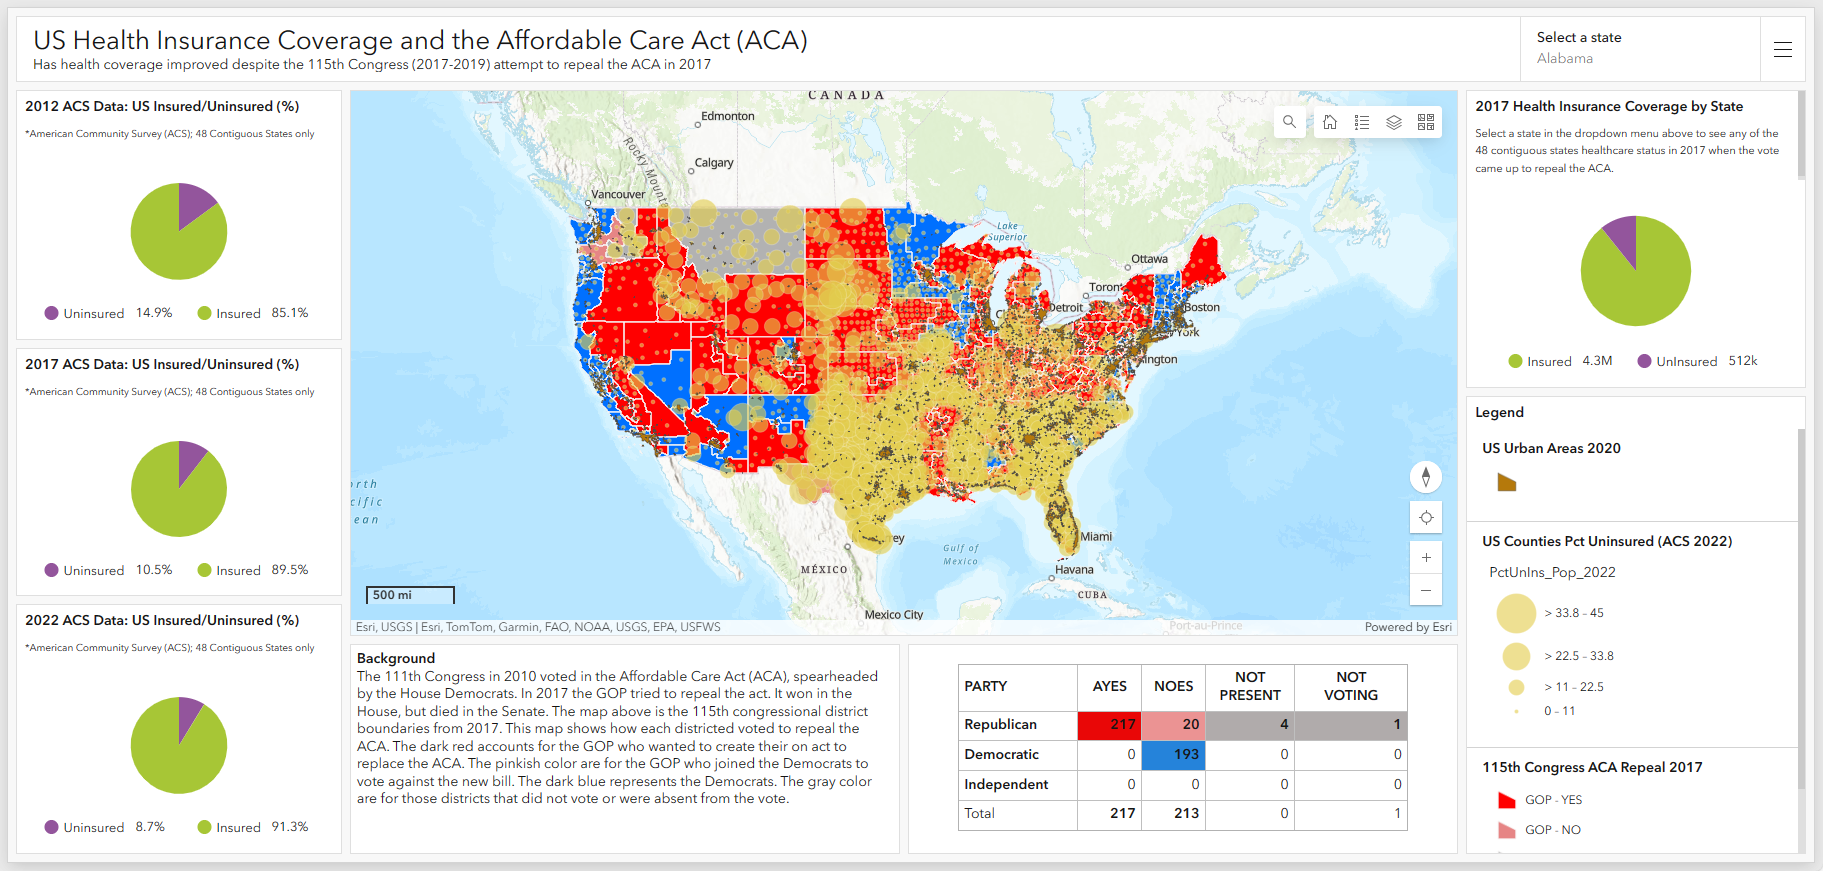 US Health Insurance Coverage and the Affordable Care Act (ACA)
Has health coverage improved despite the 115th Congress (2017-2019) attempt to repeal the ACA in 2017
Select a state
Alabama
2012 ACS Data: US Insured/Uninsured (%)
*American Community Survey (ACS); 48 Contiguous States only
Uninsured 14.9% Insured 85.1%
2017 ACS Data: US Insured/Uninsured (%)
*American Community Survey (ACS); 48 Contiguous States only
Uninsured 10.5% Insured 89.5%
2022 ACS Data: US Insured/Uninsured (%)
*American Community Survey (ACS); 48 Contiguous States only
Uninsured 8.7% Insured 91.3%
CANADA
Edmonton
Calgary
Rocky Mounta
Vancouver
Lake
Superior
Ottawa
Toron
Detroit
Boston
York
ington
orth
cific
ean
Miami
rey
Gulf of
Mexico
Havana
MÉXICO
CUBA
Mexico City
Port-au-Prince
500 mi
Esri, USGS | Esri, TomTom, Garmin, FAO, NOAA, USGS, EPA, USFWS
Powered by Esri
Background
The 111th Congress in 2010 voted in the Affordable Care Act (ACA), spearheaded
by the House Democrats. In 2017 the GOP tried to repeal the act. It won in the
House, but died in the Senate. The map above is the 115th congressional district
boundaries from 2017. This map shows how each districted voted to repeal the
ACA. The dark red accounts for the GOP who wanted to create their on act to
replace the ACA. The pinkish color are for the GOP who joined the Democrats to
vote against the new bill. The dark blue represents the Democrats. The gray color
are for those districts that did not vote or were absent from the vote.
PARTY AYES NOES NOT PRESENT NOT VOTING
Republican 217 20 4 1
Democratic 0 193 0 0
Independent 0 0 0 0
Total 217 213 0 1
2017 Health Insurance Coverage by State
Select a state in the dropdown menu above to see any of the
48 contiguous states healthcare status in 2017 when the vote
came up to repeal the ACA.
Insured 4.3M UnInsured 512k
Legend
US Urban Areas 2020
US Counties Pct Uninsured (ACS 2022)
PctUnIns_Pop_2022
> 33.8 - 45
> 22.5 - 33.8
> 11 - 22.5
0 - 11
115th Congress ACA Repeal 2017
GOP - YES
GOP - NO